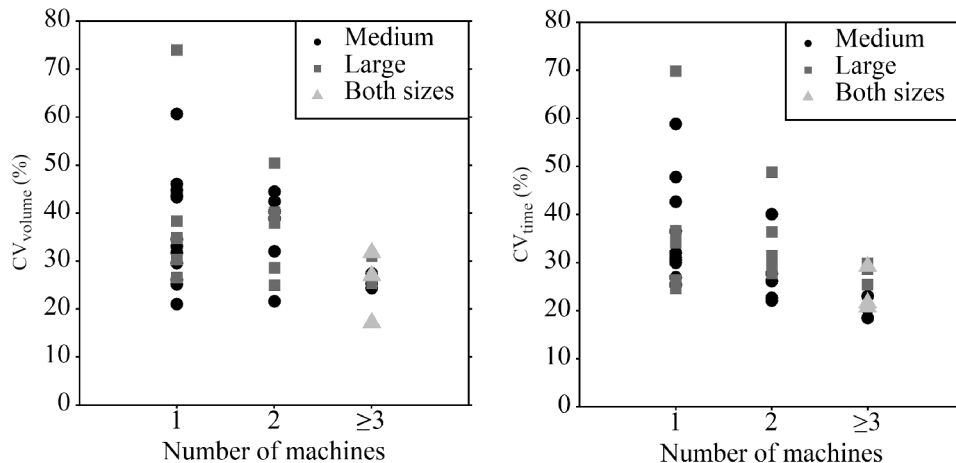 80
70
60
50
40
30
20
10
0
CVvolume (%)
Medium
Large
Both sizes
1 2 ≥3
Number of machines
80
70
60
50
40
30
20
10
0
CVtime (%)
Medium
Large
Both sizes
1 2 ≥3
Number of machines